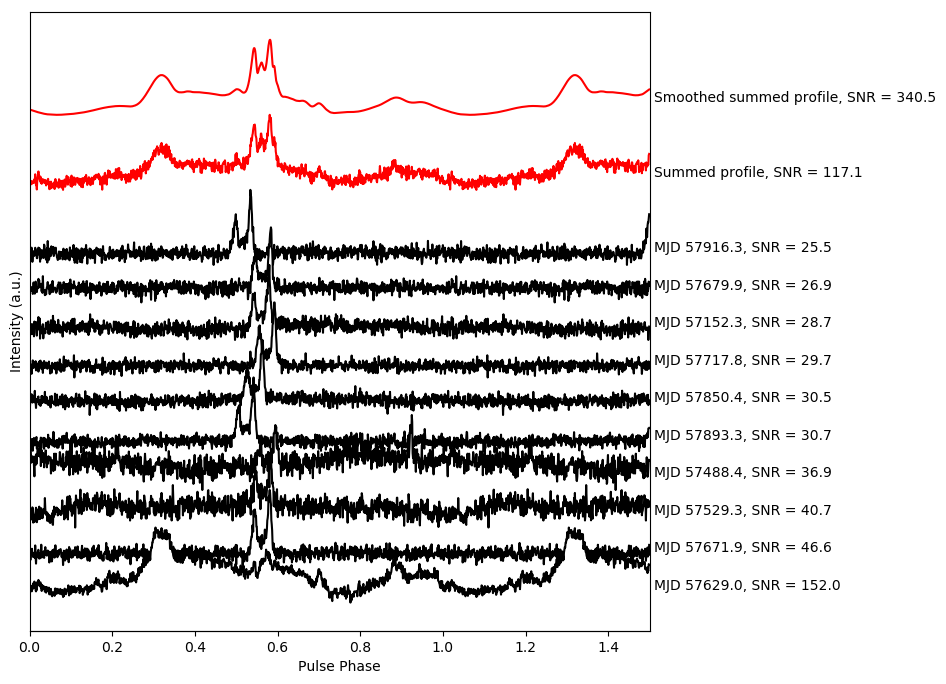 Smoothed summed profile, SNR = 340.5
Summed profile, SNR = 117.1
MJD 57916.3, SNR = 25.5
MJD 57679.9, SNR = 26.9
MJD 57152.3, SNR = 28.7
MJD 57717.8, SNR = 29.7
MJD 57850.4, SNR = 30.5
MJD 57893.3, SNR = 30.7
MJD 57488.4, SNR = 36.9
MJD 57529.3, SNR = 40.7
MJD 57671.9, SNR = 46.6
MJD 57629.0, SNR = 152.0
Intensity (a.u.)
0.0 0.2 0.4 0.6 0.8 1.0 1.2 1.4
Pulse Phase